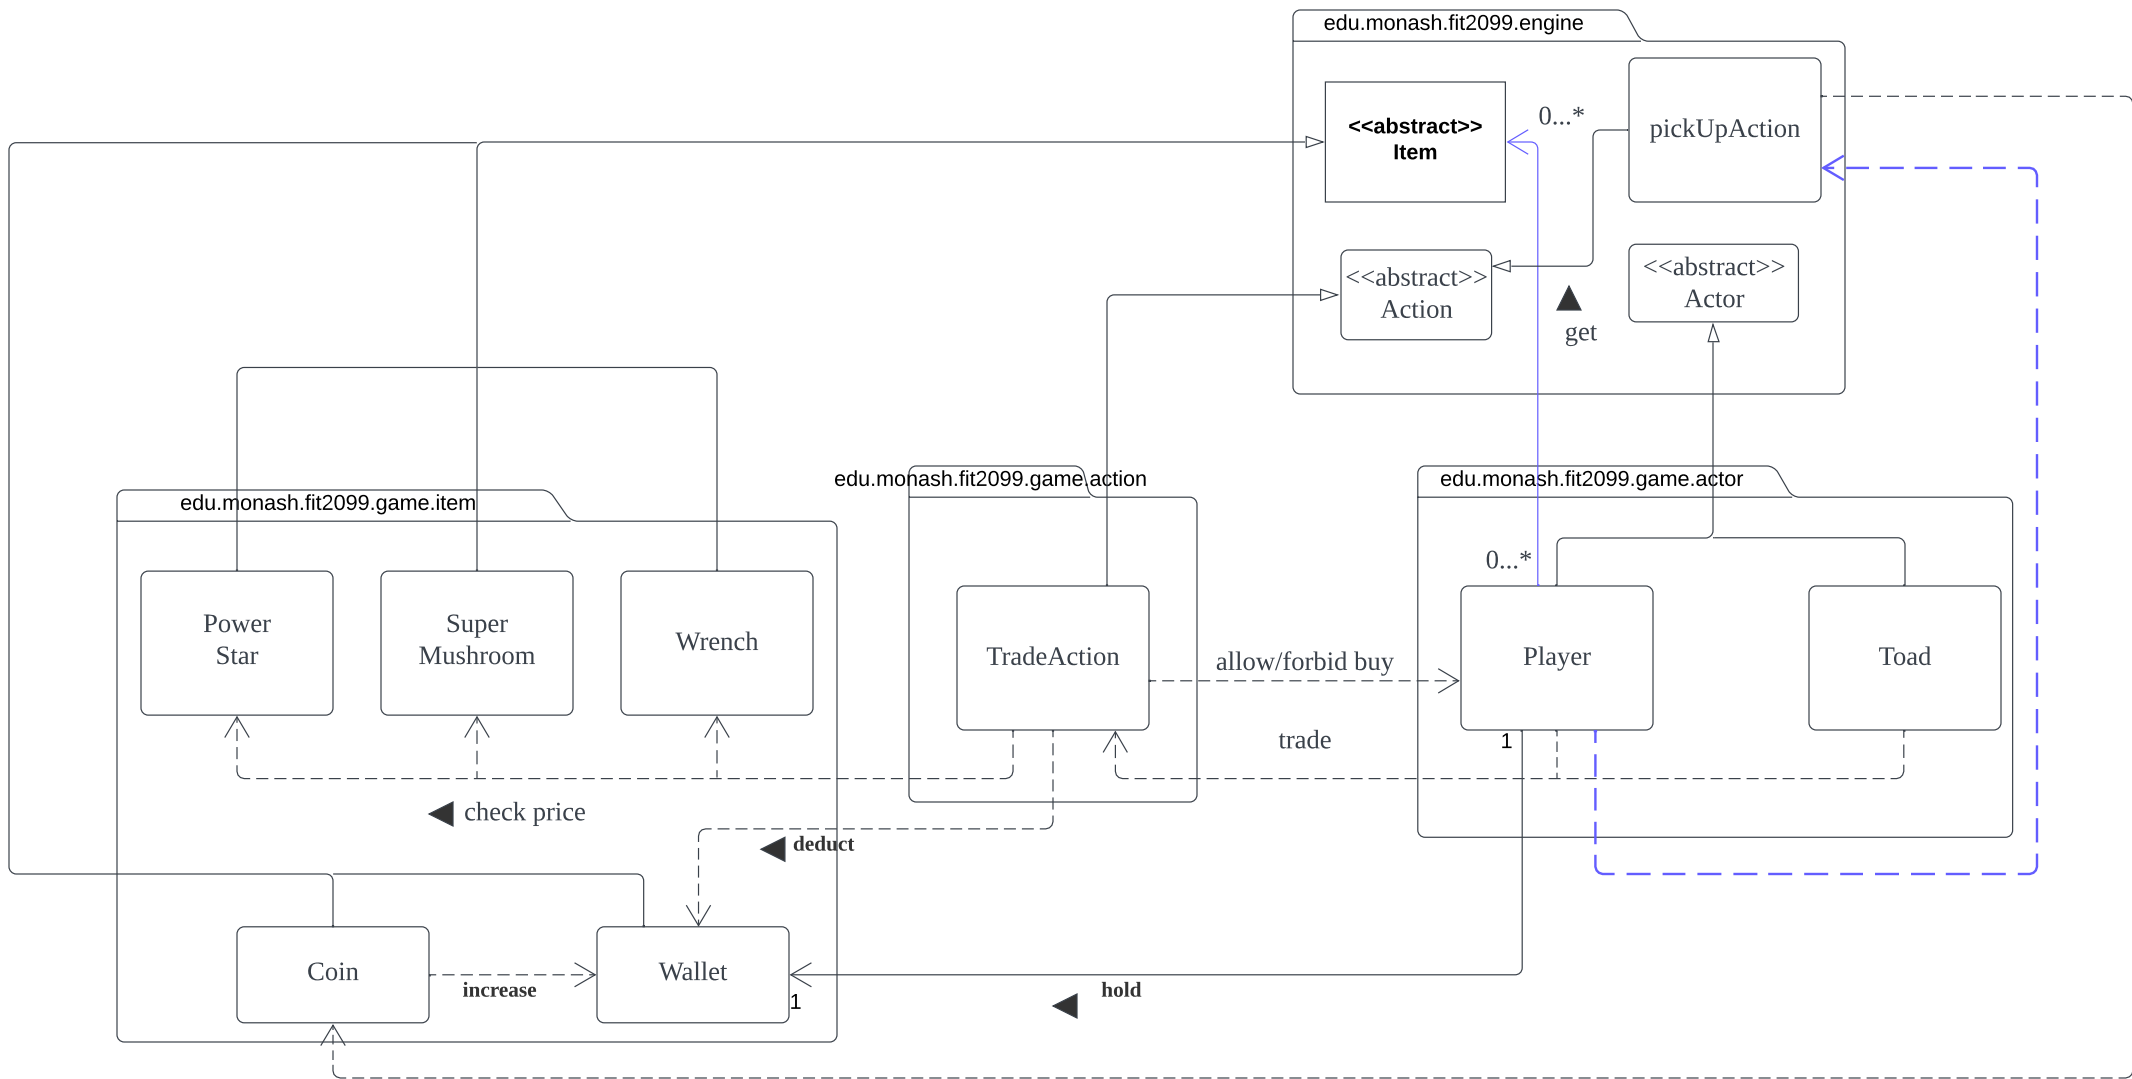 edu.monash.fit2099.engine
<<abstract>>
Item
0...*
pickUpAction
<<abstract>>
Action
<<abstract>>
Actor
get
edu.monash.fit2099.game.item
edu.monash.fit2099.game.action
edu.monash.fit2099.game.actor
0...*
Power
Star
Super
Mushroom
Wrench
TradeAction
allow/forbid buy
Player
Toad
1
trade
check price
deduct
Coin
increase
Wallet
1
hold